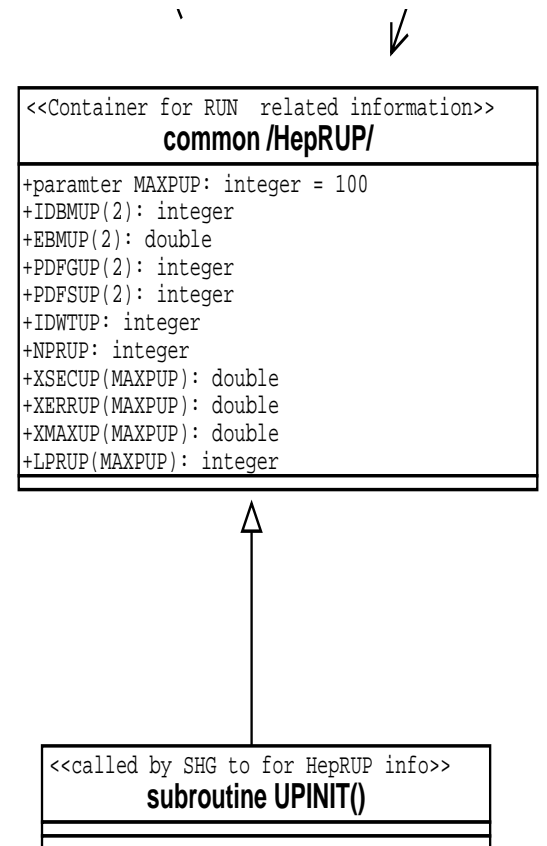 <<Container for RUN related information>>
common /HepRUP/
+paramter MAXPUP: integer = 100
+IDBMUP(2): integer
+EBMUP(2): double
+PDFGUP(2): integer
+PDFSUP(2): integer
+IDWTUP: integer
+NPRUP: integer
+XSECUP(MAXPUP): double
+XERRUP(MAXPUP): double
+XMAXUP(MAXPUP): double
+LPRUP(MAXPUP): integer
<<called by SHG to for HepRUP info>>
subroutine UPINIT()